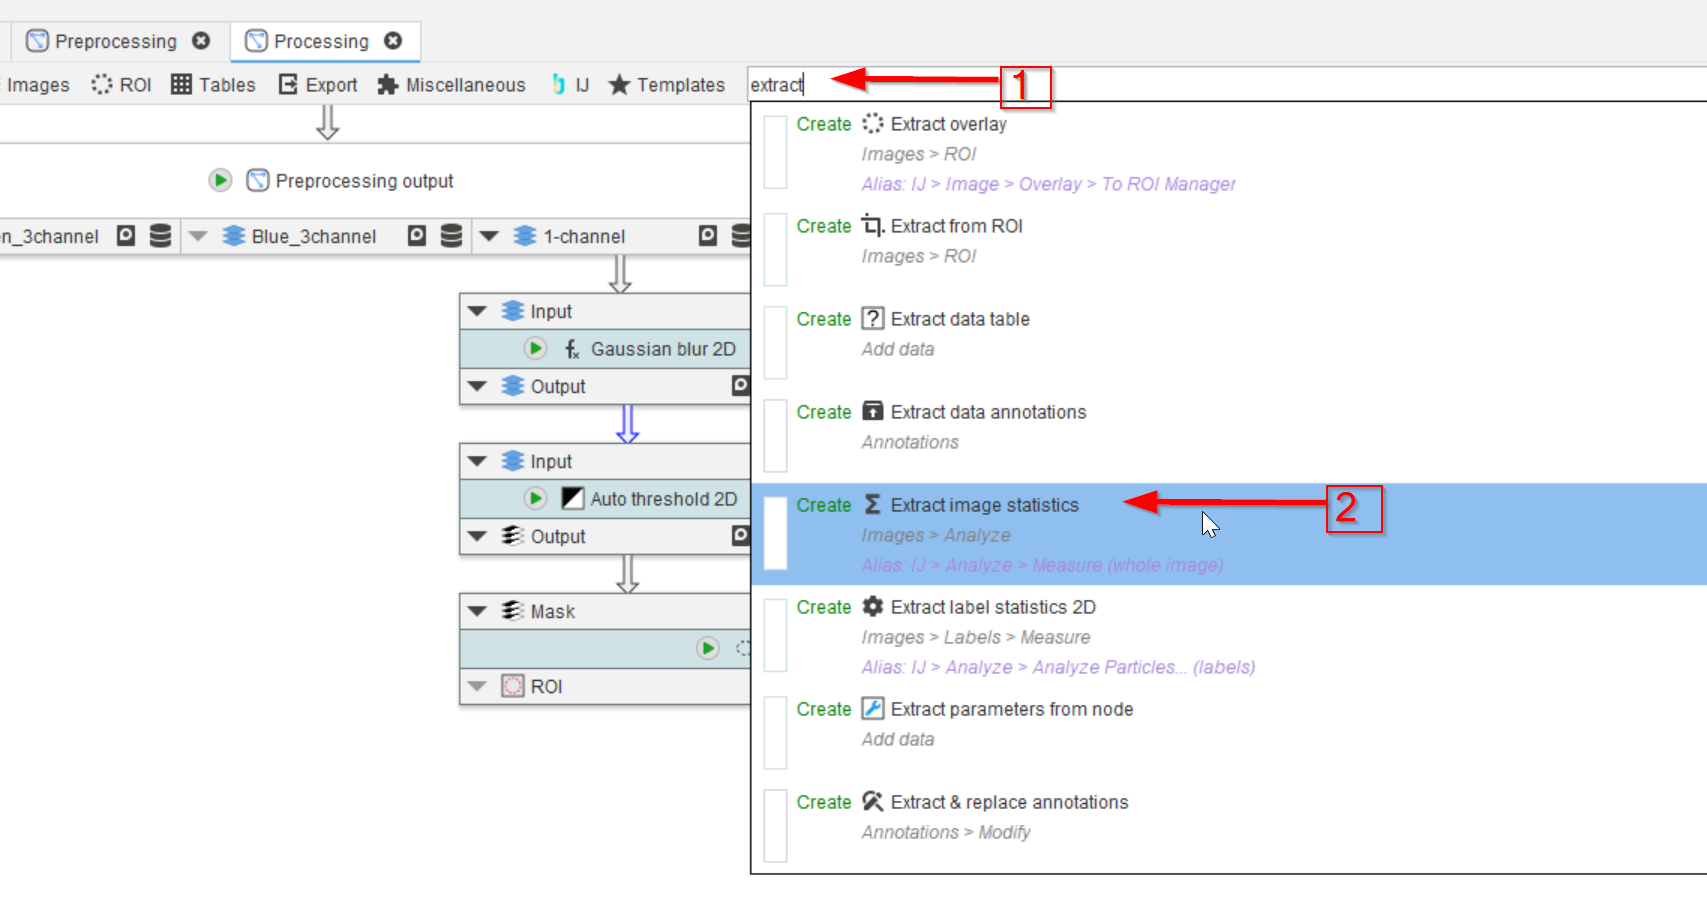 Preprocessing
Processing
Images ROI Tables Export Miscellaneous IJ Templates extract
1
Preprocessing output
n_3channel Blue_3channel 1-channel
Input
Gaussian blur 2D
Output
Input
Auto threshold 2D
Output
Mask
ROI
Create Extract overlay
Images > ROI
Alias: IJ > Image > Overlay > To ROI Manager
Create Extract from ROI
Images > ROI
Create Extract data table
Add data
Create Extract data annotations
Annotations
Create Extract image statistics
2
Images > Analyze
Alias: IJ > Analyze > Measure (whole image)
Create Extract label statistics 2D
Images > Labels > Measure
Alias: IJ > Analyze > Analyze Particles... (labels)
Create Extract parameters from node
Add data
Create Extract & replace annotations
Annotations > Modify